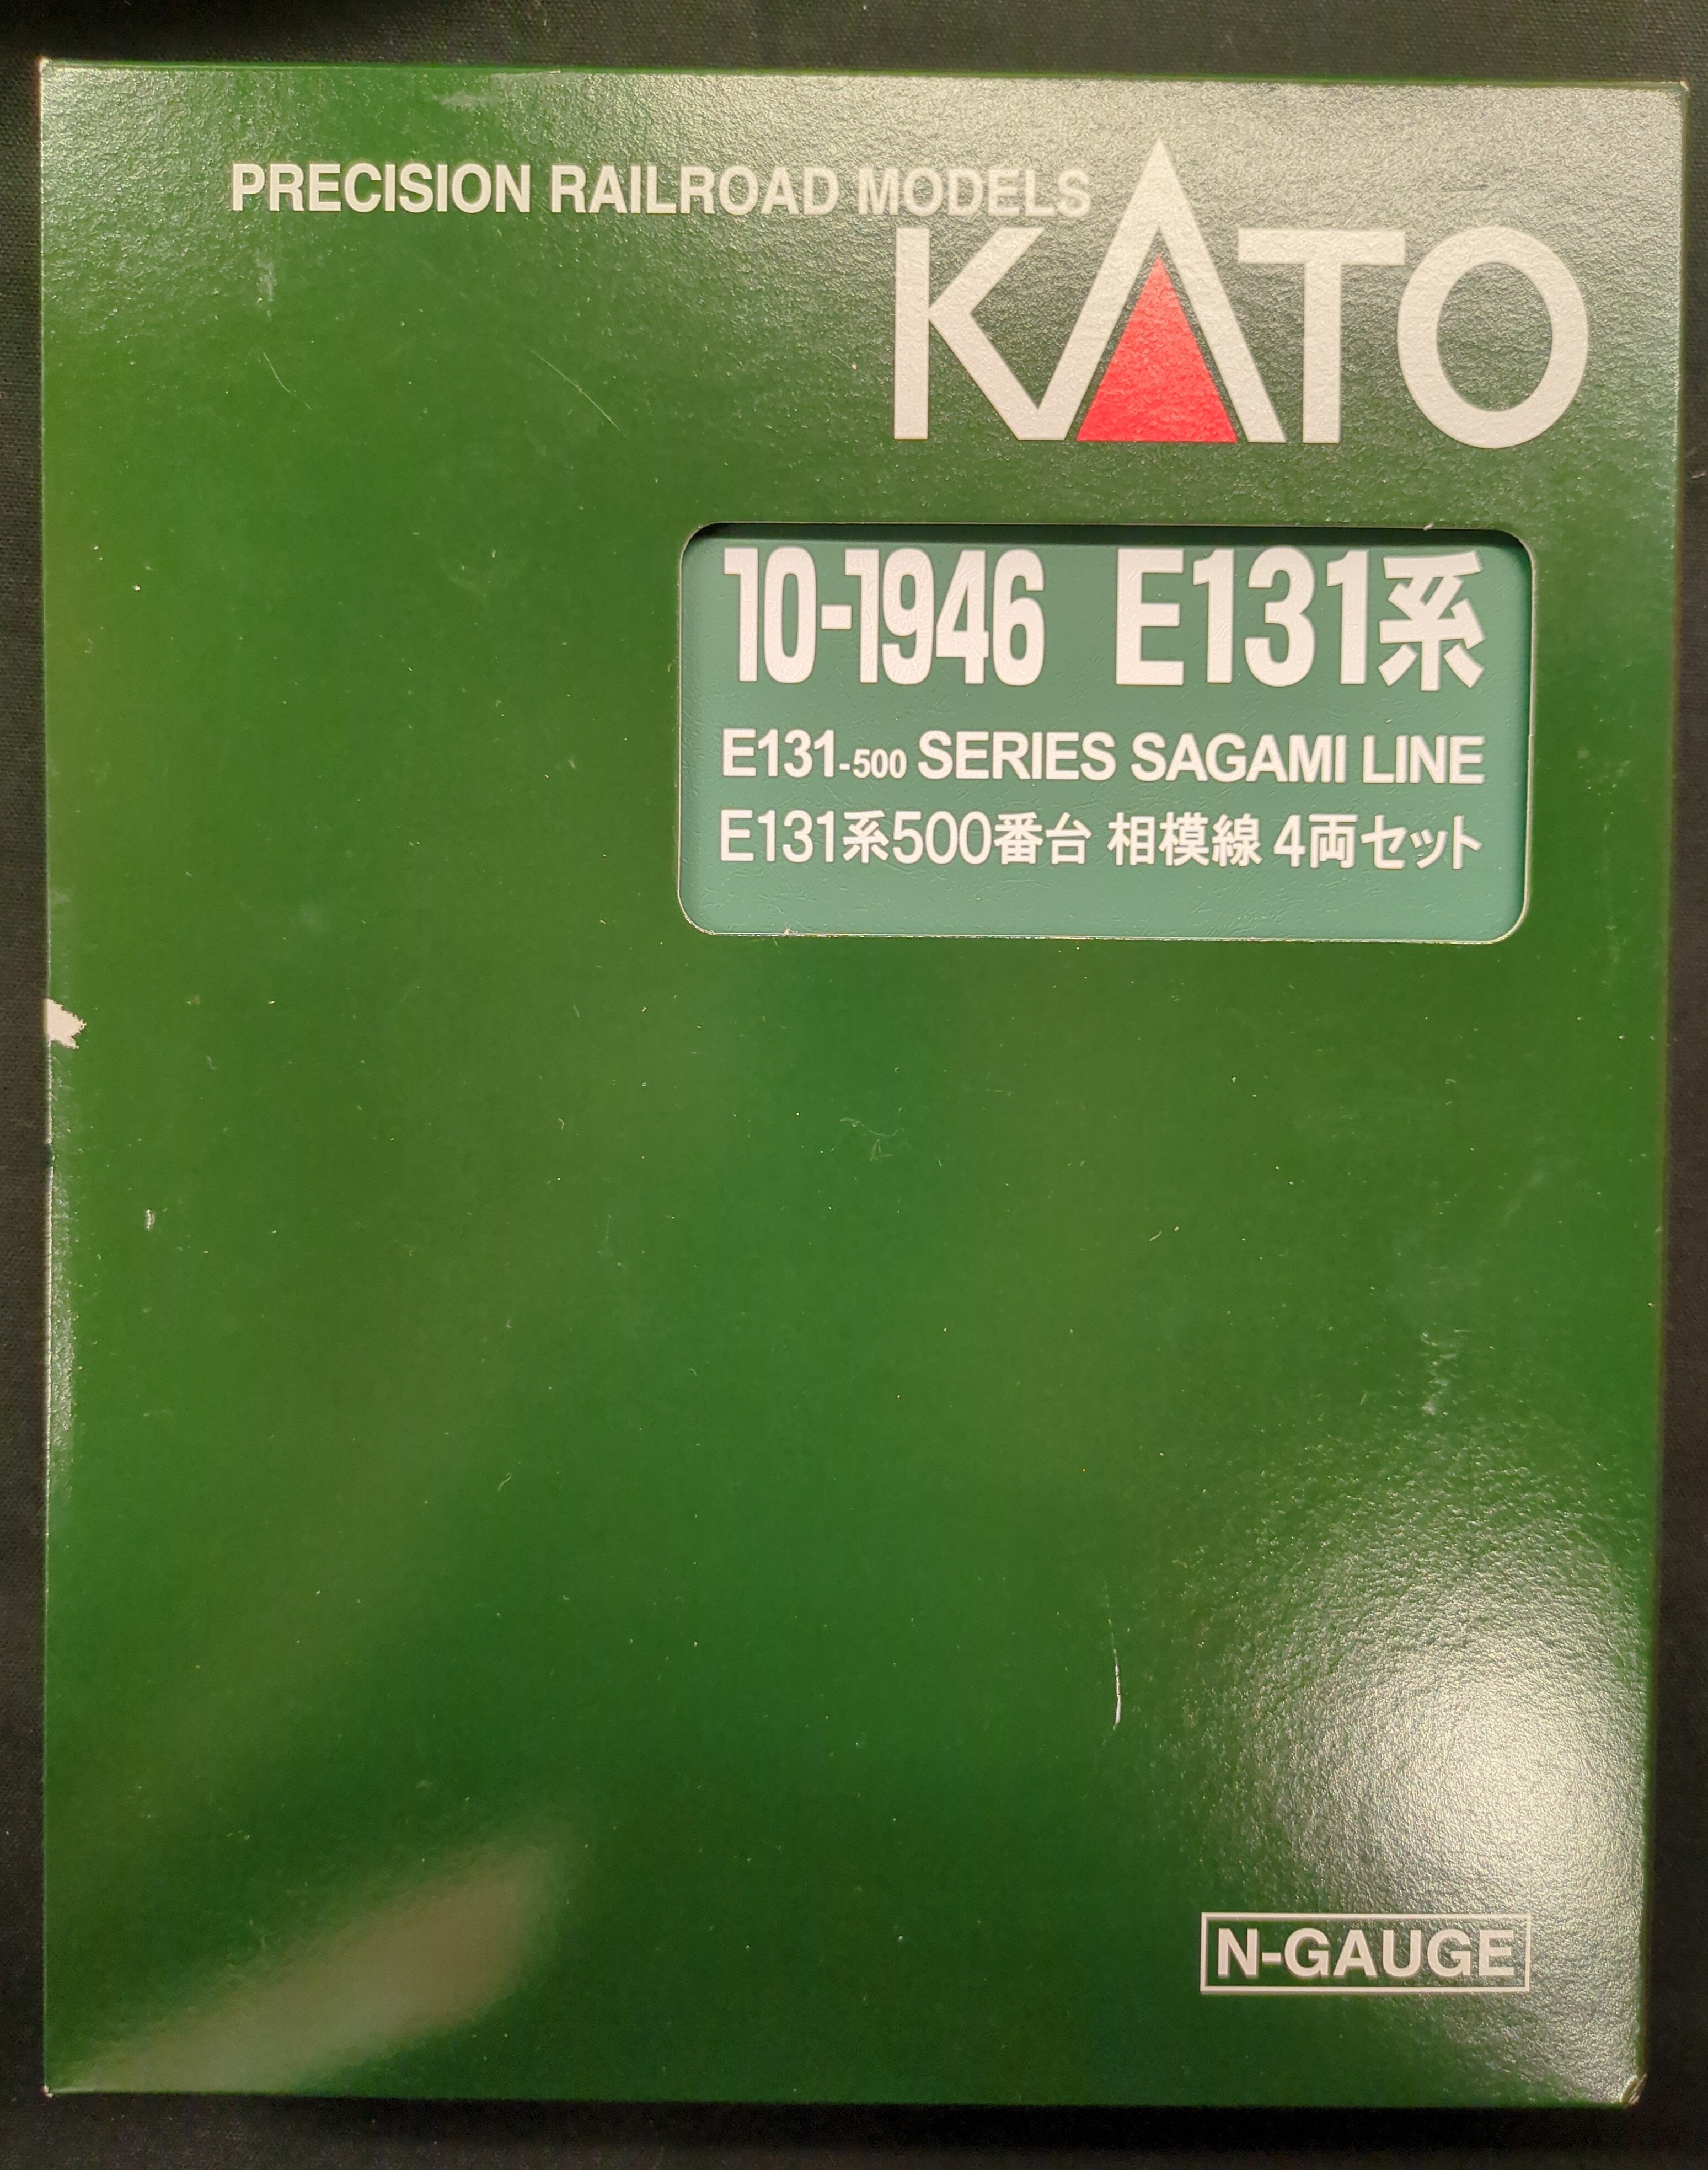 PRECISION RAILROAD MODELS
KATO
10-1946 E131系
E131-500 SERIES SAGAMI LINE
E131系500番台 相模線 4両セット
N-GAUGE